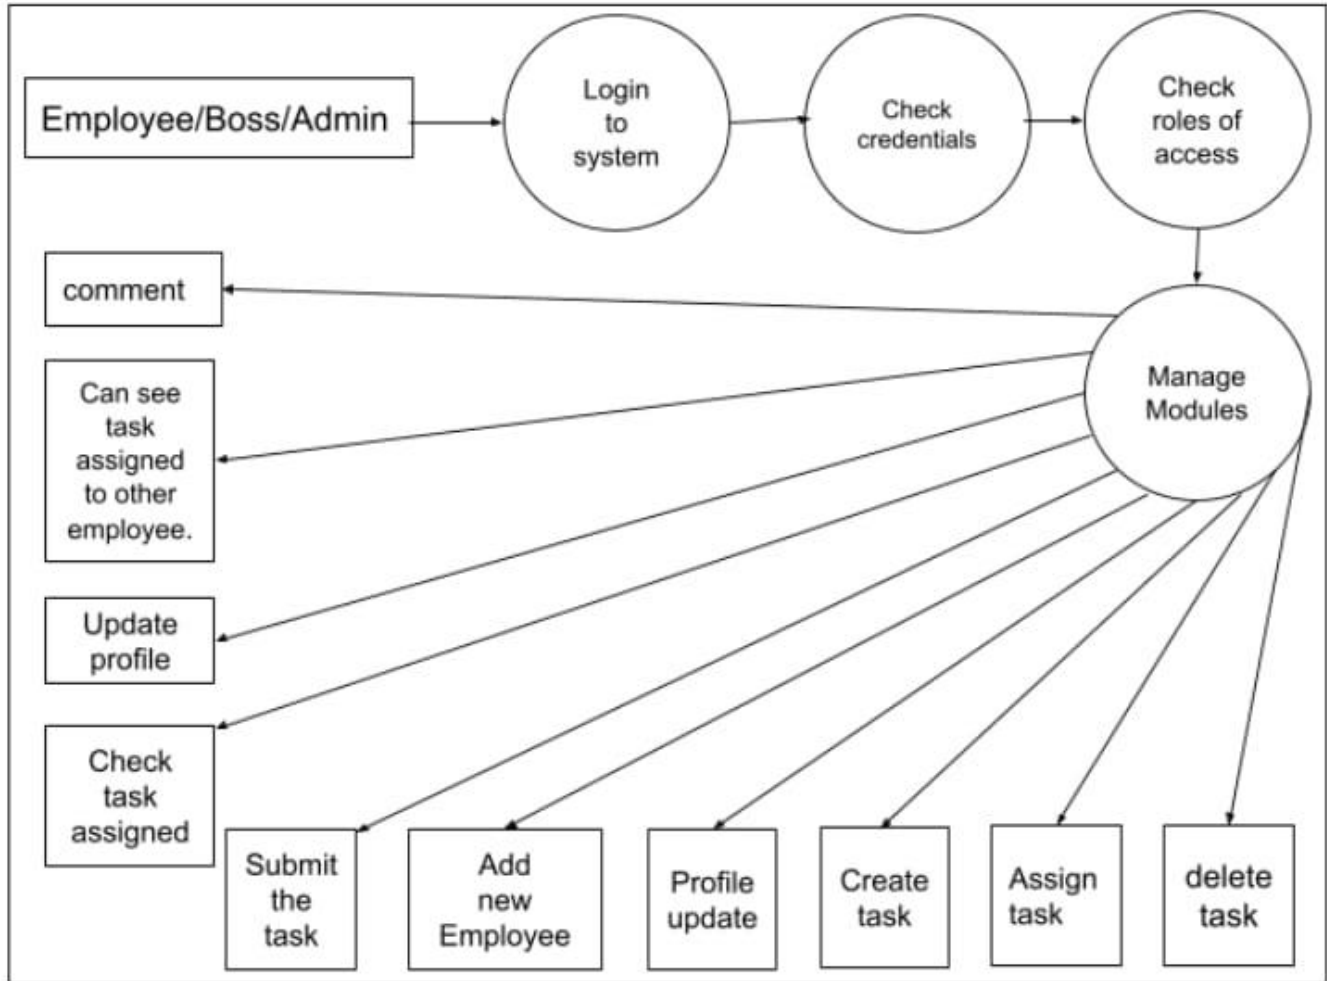 Employee/Boss/Admin
Login
to
system
Check
credentials
Check
roles of
access
comment
Manage
Modules
Can see
task
assigned
to other
employee.
Update
profile
Check
task
assigned
Submit
the
task
Add
new
Employee
Profile
update
Create
task
Assign
task
delete
task